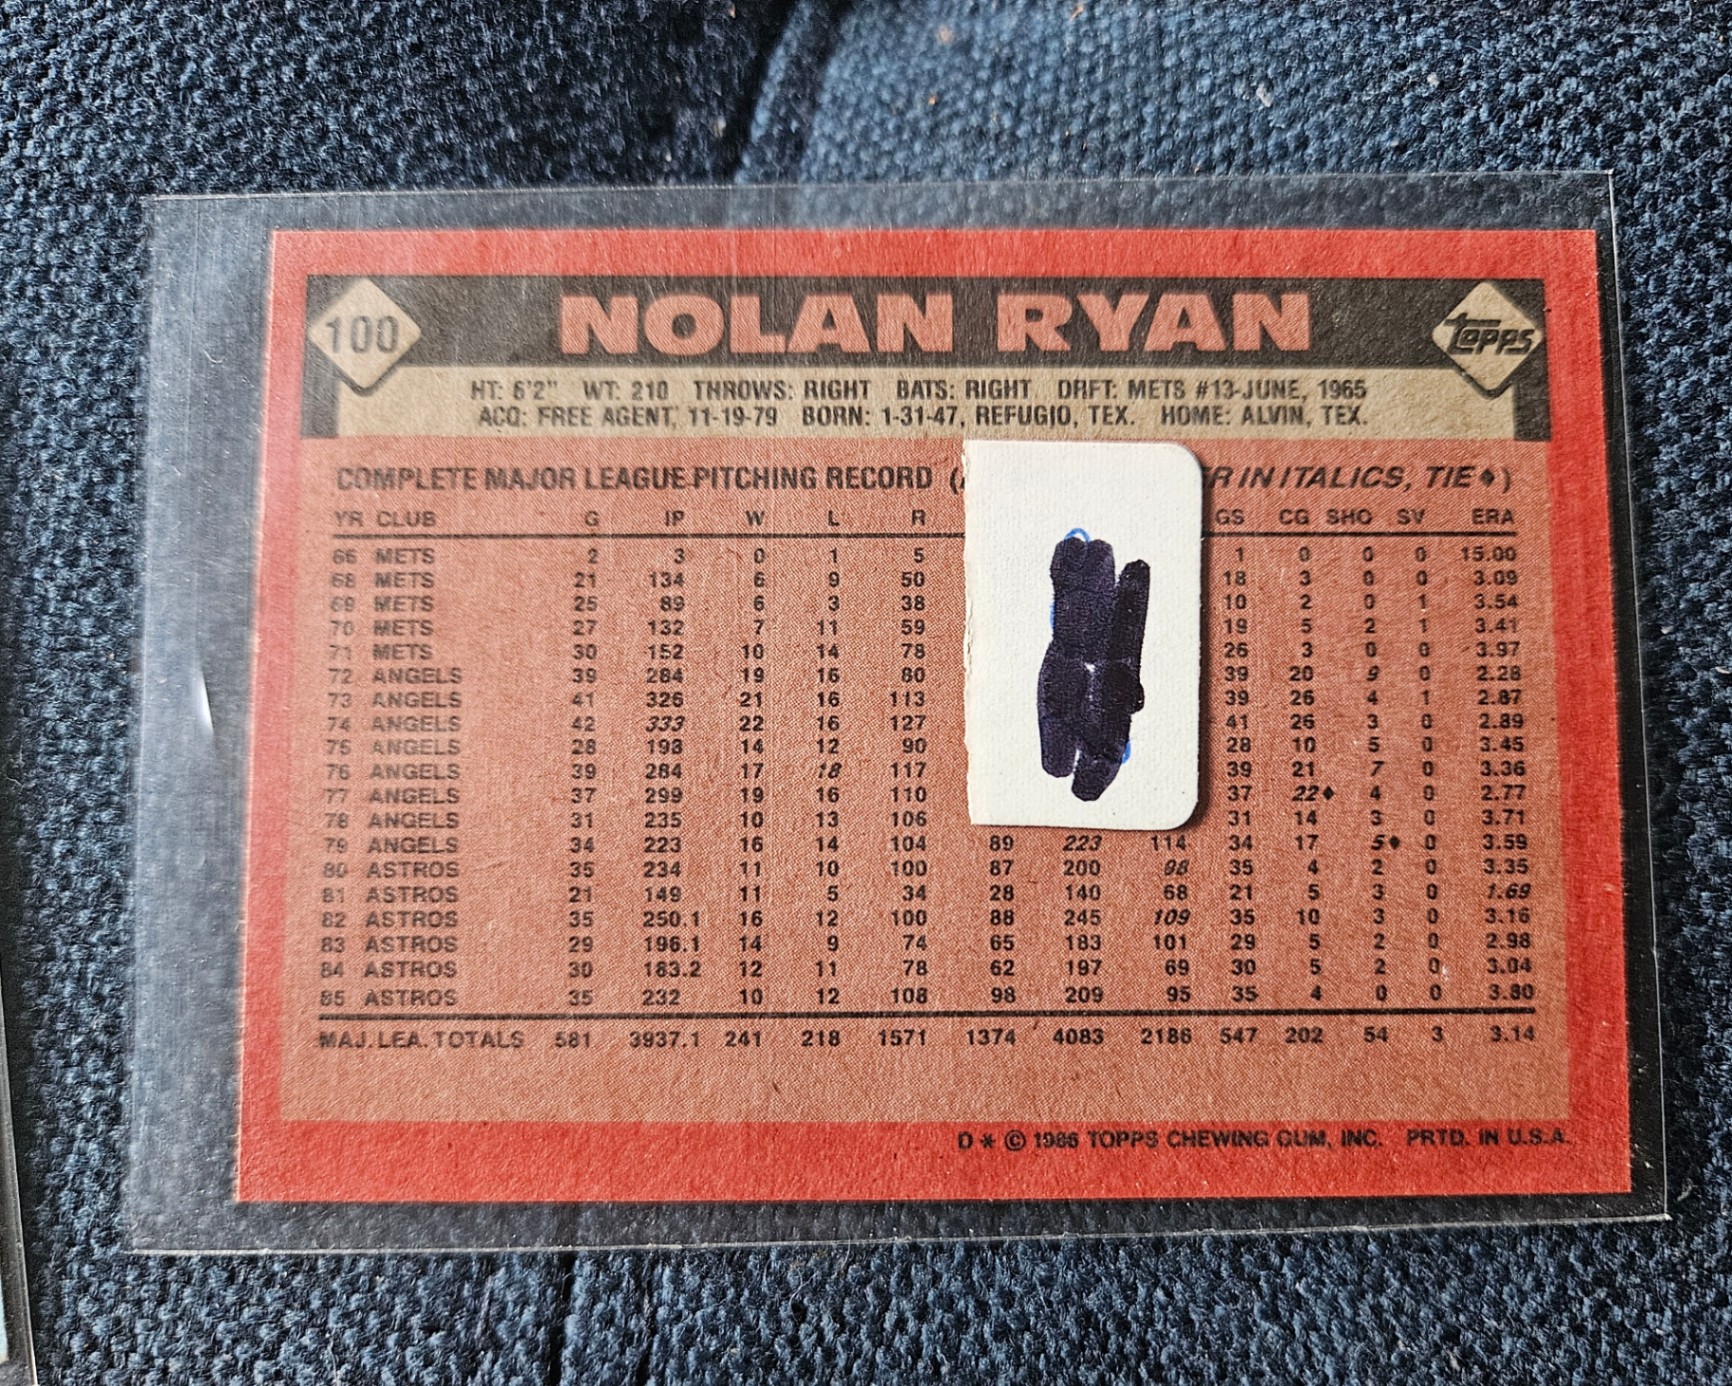 100 NOLAN RYAN TOPPS
HT: 6'2" WT: 210 THROWS: RIGHT BATS: RIGHT DRFT: METS #13-JUNE, 1965
ACQ: FREE AGENT, 11-19-79 BORN: 1-31-47, REFUGIO, TEX. HOME: ALVIN, TEX.
COMPLETE MAJOR LEAGUE PITCHING RECORD ( R IN ITALICS, TIE ♦)
YR CLUB G IP W L R GS CG SHO SV ERA
66 METS 2 3 0 1 5 1 0 0 0 15.00
68 METS 21 134 6 9 50 18 3 0 0 3.09
69 METS 25 89 6 3 38 10 2 0 1 3.54
70 METS 27 132 7 11 59 19 5 2 1 3.41
71 METS 30 152 10 14 78 26 3 0 0 3.97
72 ANGELS 39 284 19 16 80 39 20 9 0 2.28
73 ANGELS 41 326 21 16 113 39 26 4 1 2.87
74 ANGELS 42 333 22 16 127 41 26 3 0 2.89
75 ANGELS 28 198 14 12 90 28 10 5 0 3.45
76 ANGELS 39 284 17 18 117 39 21 7 0 3.36
77 ANGELS 37 299 19 16 110 37 22♦ 4 0 2.77
78 ANGELS 31 235 10 13 106 31 14 3 0 3.71
79 ANGELS 34 223 16 14 104 89 223 114 34 17 5♦ 0 3.59
80 ASTROS 35 234 11 10 100 87 200 98 35 4 2 0 3.35
81 ASTROS 21 149 11 5 34 28 140 68 21 5 3 0 1.69
82 ASTROS 35 250.1 16 12 100 88 245 109 35 10 3 0 3.16
83 ASTROS 29 196.1 14 9 74 65 183 101 29 5 2 0 2.98
84 ASTROS 30 183.2 12 11 78 62 197 69 30 5 2 0 3.04
85 ASTROS 35 232 10 12 108 98 209 95 35 4 0 0 3.80
MAJ. LEA. TOTALS 581 3937.1 241 218 1571 1374 4083 2186 547 202 54 3 3.14
D * © 1986 TOPPS CHEWING GUM, INC. PRTD. IN U.S.A.